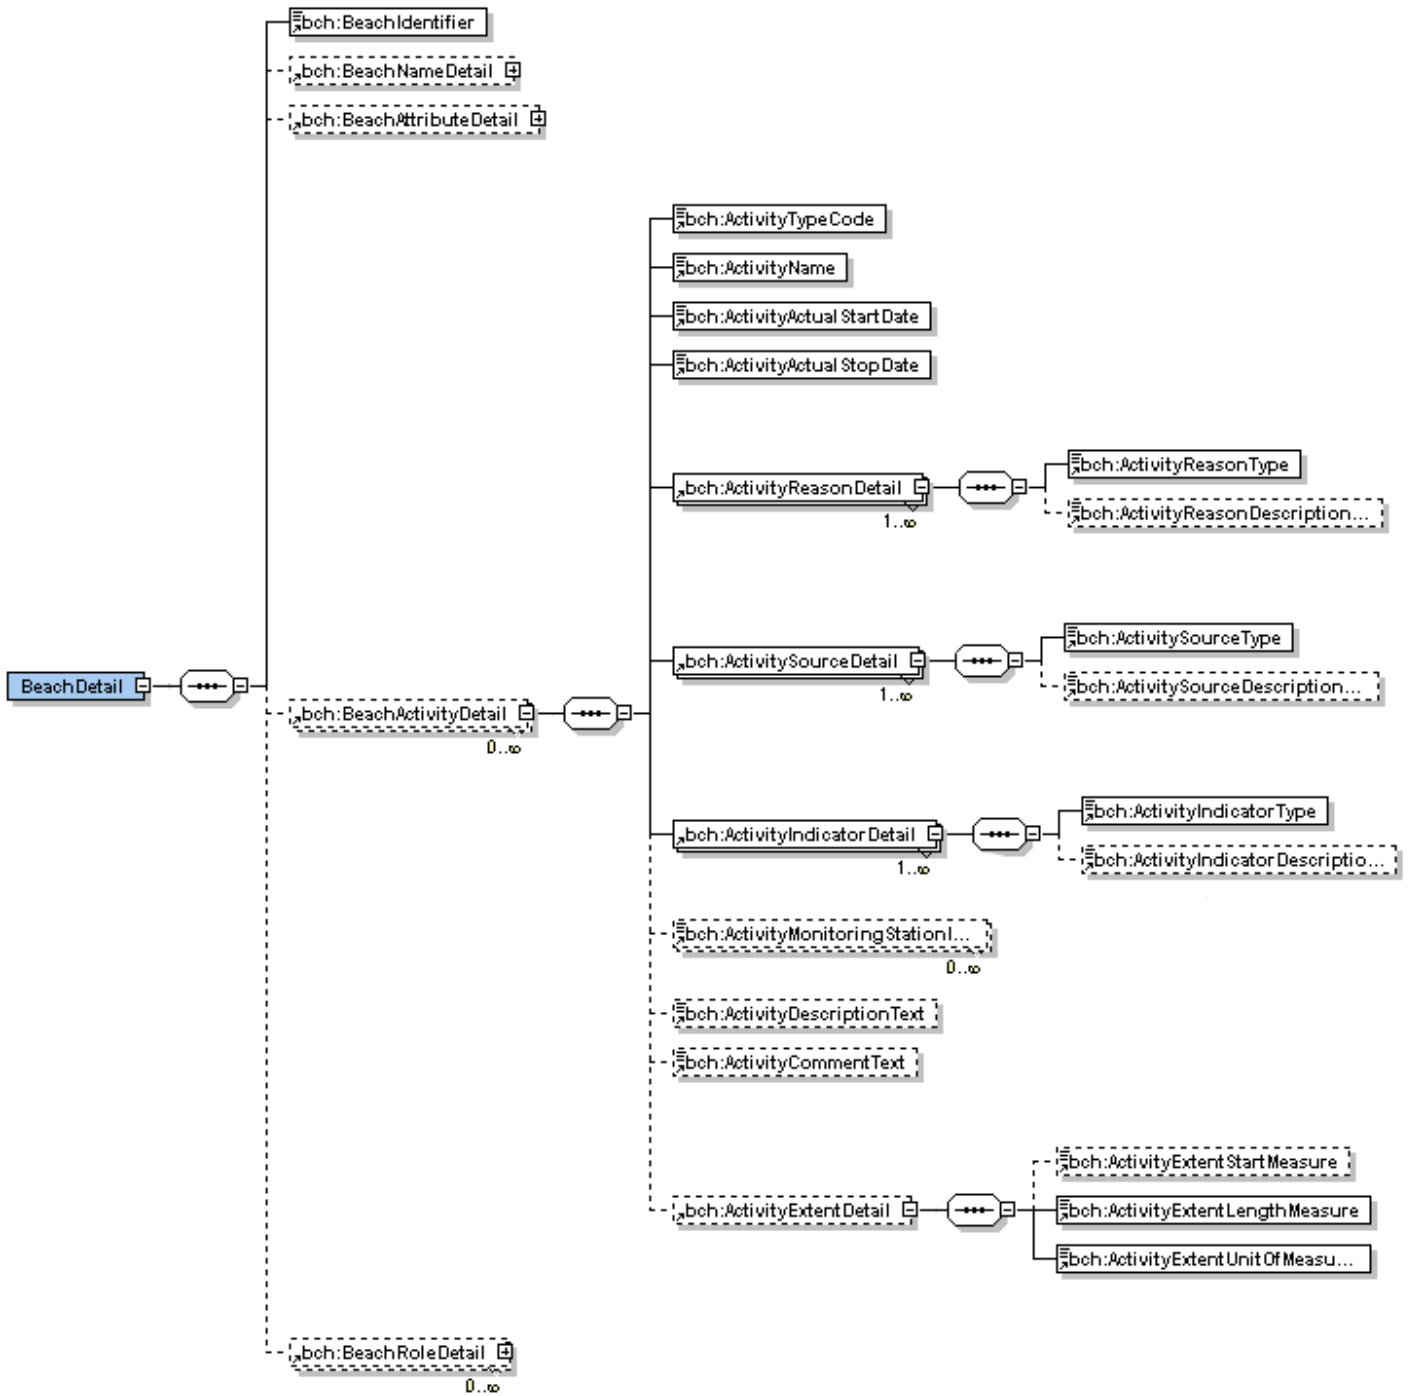 bch:BeachIdentifier
bch:BeachNameDetail
bch:BeachAttributeDetail
bch:ActivityTypeCode
bch:ActivityName
bch:ActivityActualStartDate
bch:ActivityActualStopDate
bch:ActivityReasonType
bch:ActivityReasonDetail
1..∞
bch:ActivityReasonDescription...
bch:ActivitySourceType
bch:ActivitySourceDetail
1..∞
bch:ActivitySourceDescription...
BeachDetail
bch:BeachActivityDetail
0..∞
bch:ActivityIndicatorType
bch:ActivityIndicatorDetail
1..∞
bch:ActivityIndicatorDescriptio...
bch:ActivityMonitoringStationI...
0..∞
bch:ActivityDescriptionText
bch:ActivityCommentText
bch:ActivityExtentStartMeasure
bch:ActivityExtentDetail
bch:ActivityExtentLengthMeasure
bch:ActivityExtentUnitOfMeasu...
bch:BeachRoleDetail
0..∞